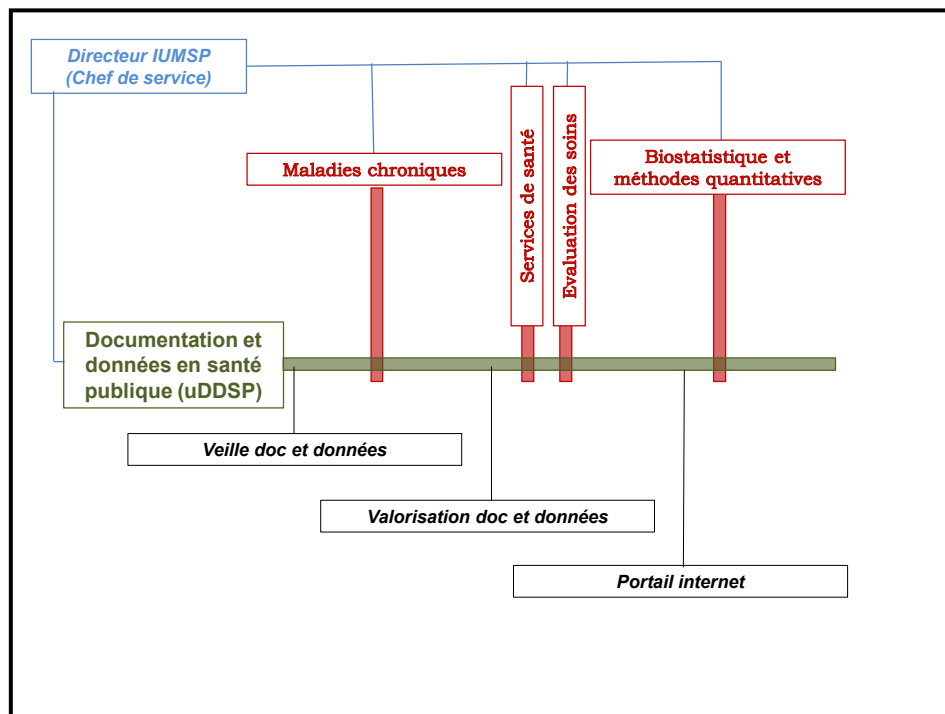 Directeur IUMSP
(Chef de service)
Maladies chroniques
Services de santé
Evaluation des soins
Biostatistique et
méthodes quantitatives
Documentation et
données en santé
publique (uDDSP)
Veille doc et données
Valorisation doc et données
Portail internet